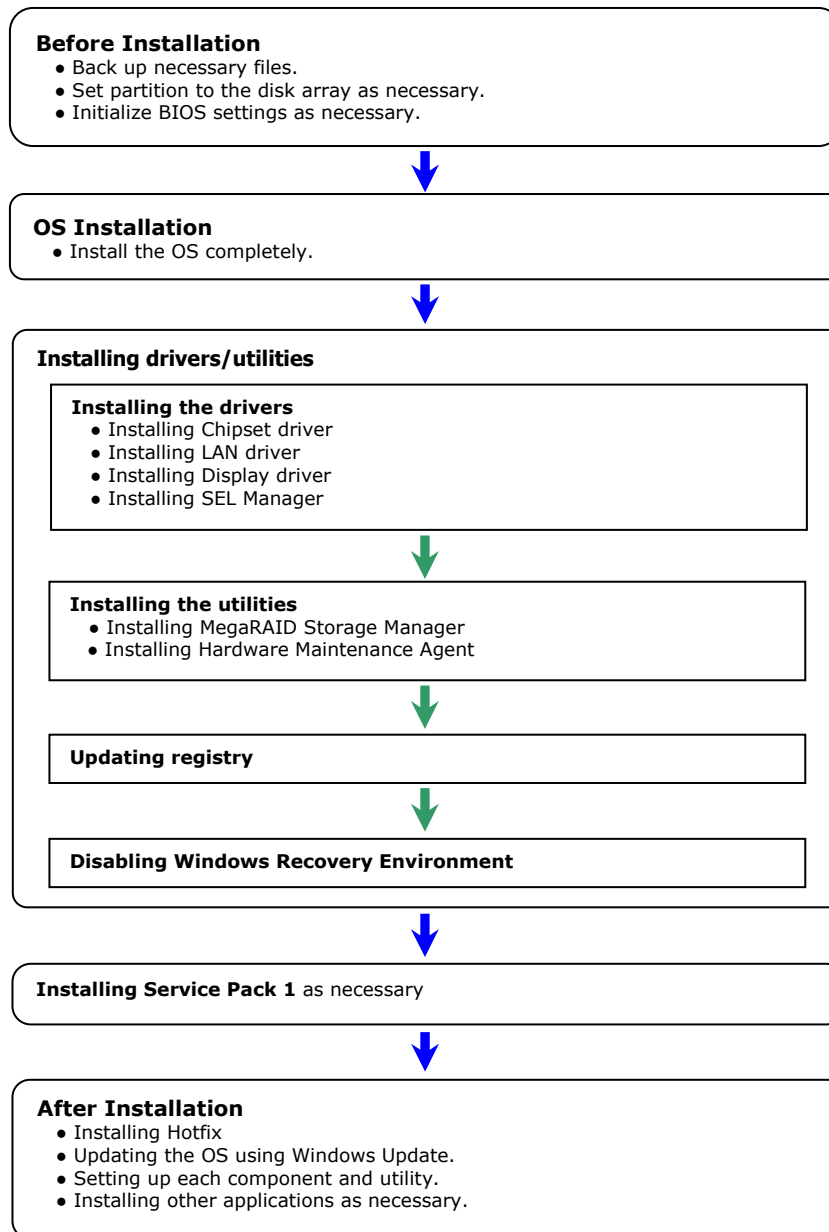 Before Installation
● Back up necessary files.
● Set partition to the disk array as necessary.
● Initialize BIOS settings as necessary.
OS Installation
● Install the OS completely.
Installing drivers/utilities
Installing the drivers
● Installing Chipset driver
● Installing LAN driver
● Installing Display driver
● Installing SEL Manager
Installing the utilities
● Installing MegaRAID Storage Manager
● Installing Hardware Maintenance Agent
Updating registry
Disabling Windows Recovery Environment
Installing Service Pack 1 as necessary
After Installation
● Installing Hotfix
● Updating the OS using Windows Update.
● Setting up each component and utility.
● Installing other applications as necessary.